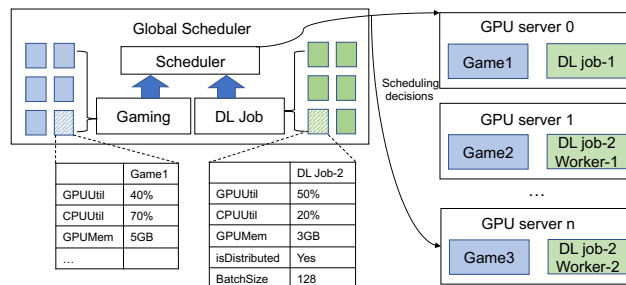 Global Scheduler
Scheduler
Gaming
DL Job
Game1
GPUUtil 40%
CPUUtil 70%
GPUMem 5GB
…
DL Job-2
GPUUtil 50%
CPUUtil 20%
GPUMem 3GB
isDistributed Yes
BatchSize 128
Scheduling
decisions
GPU server 0
Game1
DL job-1
GPU server 1
Game2
DL job-2
Worker-1
…
GPU server n
Game3
DL job-2
Worker-2